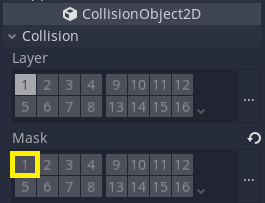 CollisionObject2D
Collision
Layer
1 2 3 4 9 10 11 12
5 6 7 8 13 14 15 16
...
Mask
1 2 3 4 9 10 11 12
5 6 7 8 13 14 15 16
...